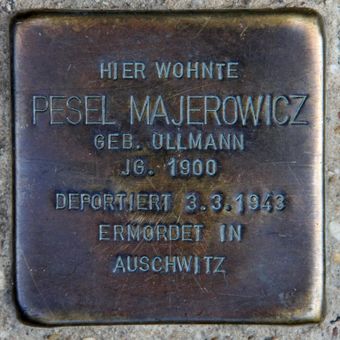 HIER WOHNTE
PESEL MAJEROWICZ
GEB. ULLMANN
JG. 1900
DEPORTIERT 3.3.1943
ERMORDET IN
AUSCHWITZ